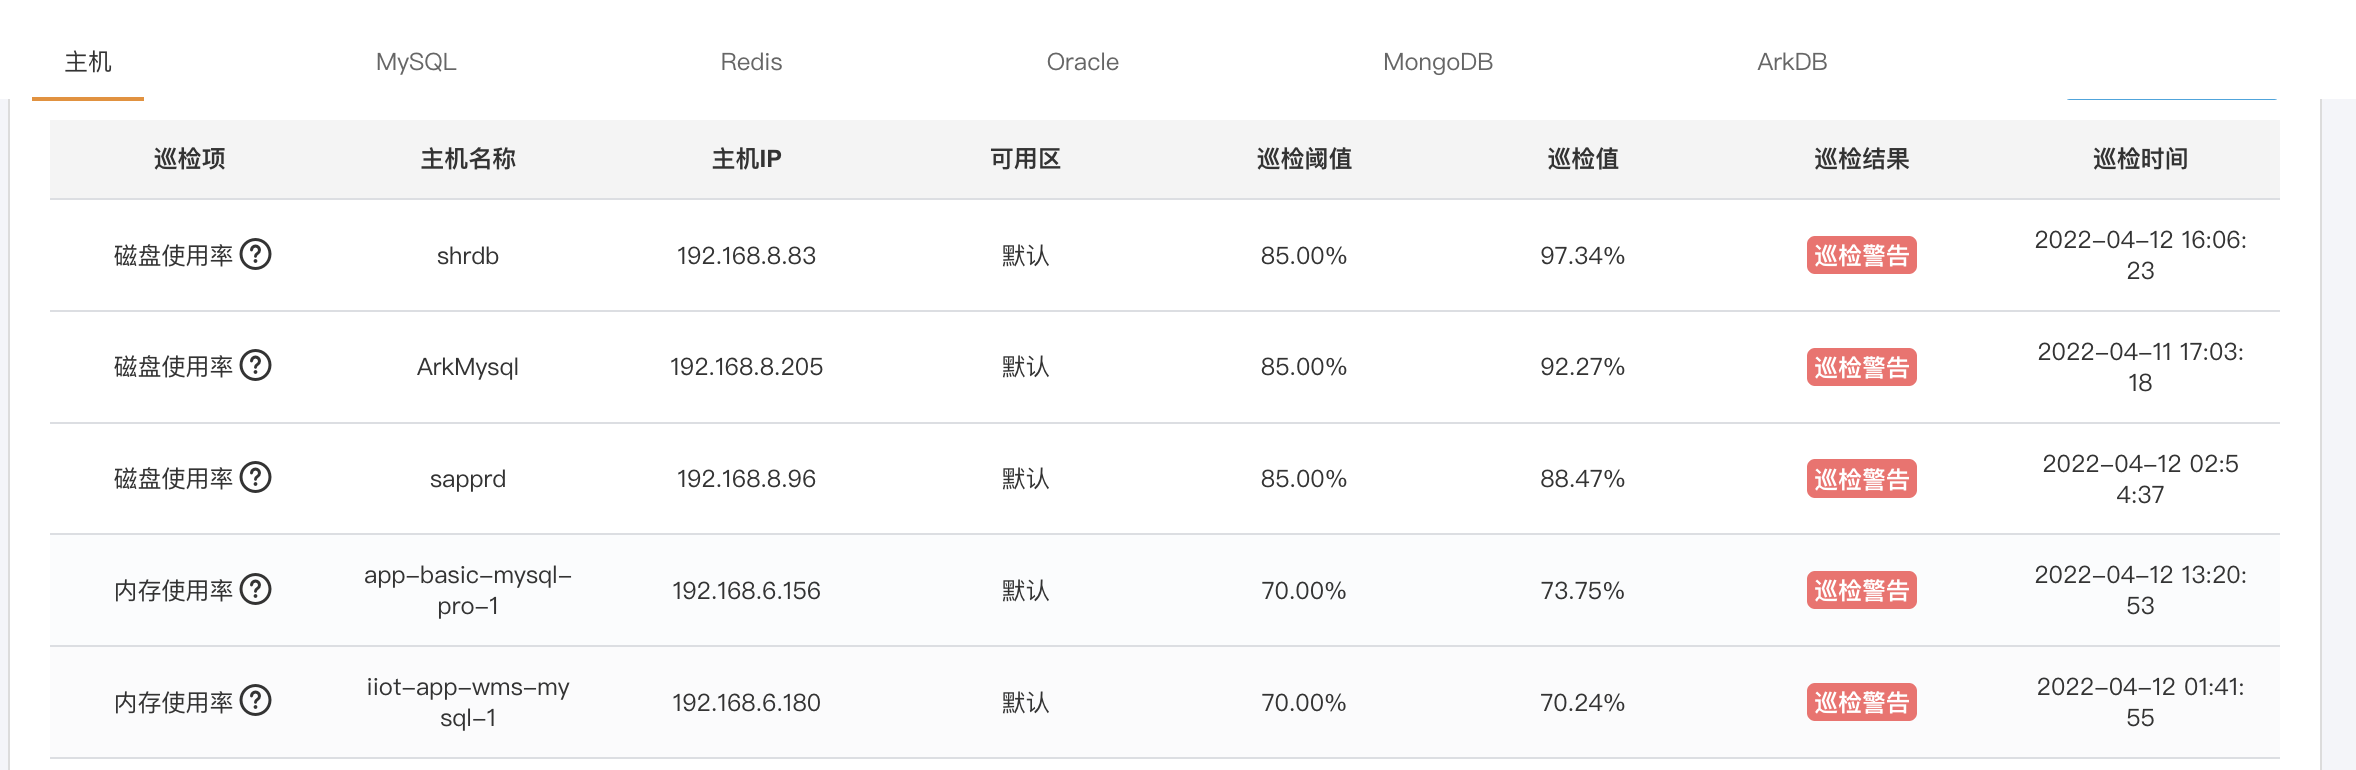 主机 MySQL Redis Oracle MongoDB ArkDB
巡检项 主机名称 主机IP 可用区 巡检阈值 巡检值 巡检结果 巡检时间
磁盘使用率 ? shrdb 192.168.8.83 默认 85.00% 97.34% 巡检警告 2022-04-12 16:06:
23
磁盘使用率 ? ArkMysql 192.168.8.205 默认 85.00% 92.27% 巡检警告 2022-04-11 17:03:
18
磁盘使用率 ? sapprd 192.168.8.96 默认 85.00% 88.47% 巡检警告 2022-04-12 02:5
4:37
内存使用率 ? app-basic-mysql- 192.168.6.156 默认 70.00% 73.75% 巡检警告 2022-04-12 13:20:
pro-1 53
内存使用率 ? iiot-app-wms-my 192.168.6.180 默认 70.00% 70.24% 巡检警告 2022-04-12 01:41:
sql-1 55